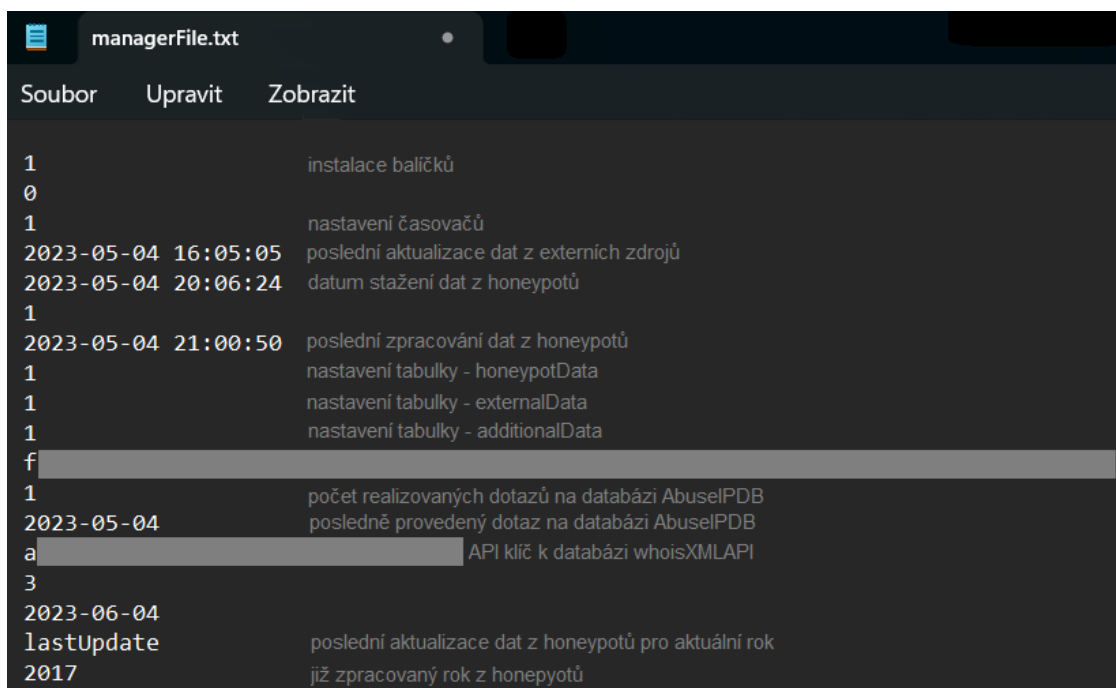 managerFile.txt
Soubor Upravit Zobrazit
1 instalace balíčků
0
1 nastavení časovačů
2023-05-04 16:05:05 poslední aktualizace dat z externích zdrojů
2023-05-04 20:06:24 datum stažení dat z honeypotů
1
2023-05-04 21:00:50 poslední zpracování dat z honeypotů
1 nastavení tabulky - honeypotData
1 nastavení tabulky - externalData
1 nastavení tabulky - additionalData
f
1 počet realizovaných dotazů na databázi AbuseIPDB
2023-05-04 posledně provedený dotaz na databázi AbuseIPDB
a API klíč k databázi whoisXMLAPI
3
2023-06-04
lastUpdate poslední aktualizace dat z honeypotů pro aktuální rok
2017 již zpracovaný rok z honepyotů